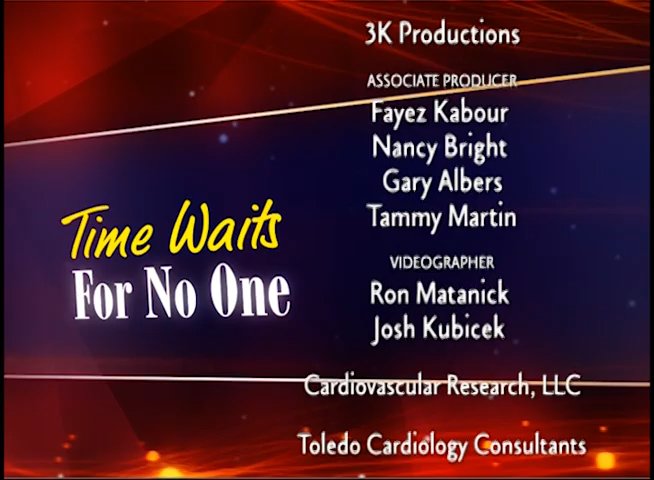 Time Waits
For No One
3K Productions
ASSOCIATE PRODUCER
Fayez Kabour
Nancy Bright
Gary Albers
Tammy Martin
VIDEOGRAPHER
Ron Matanick
Josh Kubicek
Cardiovascular Research, LLC
Toledo Cardiology Consultants